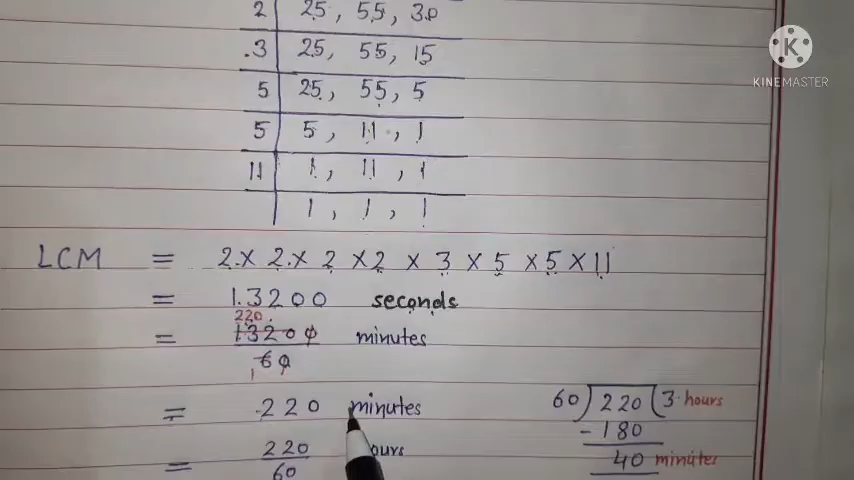 2 | 25, 55, 30
3 | 25, 55, 15
5 | 25, 55, 5
5 | 5, 11, 1
11 | 1, 11, 1
1, 1, 1
LCM = 2 × 2 × 2 × 2 × 3 × 5 × 5 × 11
= 13200 seconds
220
= 13200 minutes
60
1
= 220 minutes
= 220
60
60) 220 (3 hours
- 180
40 minutes
K
KINEMASTER